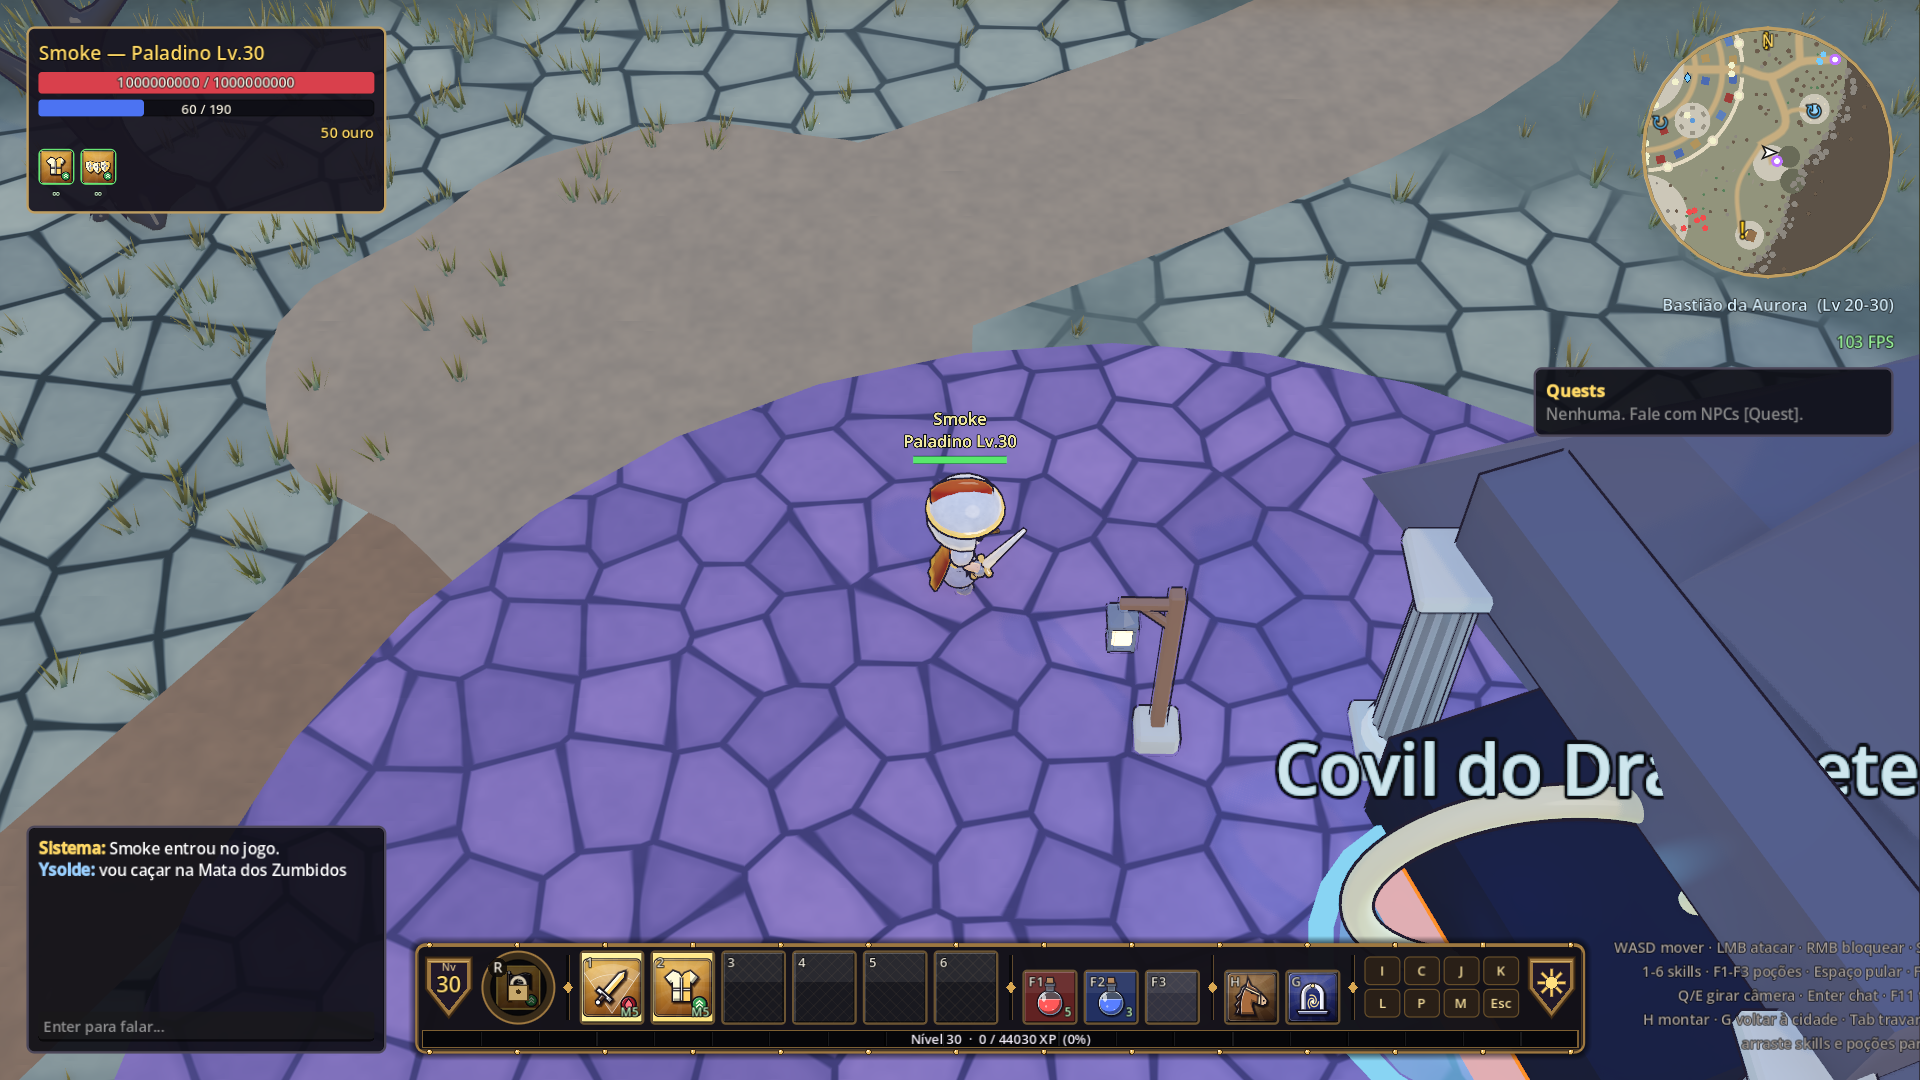 Smoke — Paladino Lv.30
1000000000 / 1000000000
60 / 190
50 ouro
∞ ∞
N
!
Bastião da Aurora (Lv 20-30)
103 FPS
Quests
Nenhuma. Fale com NPCs [Quest].
Smoke
Paladino Lv.30
Covil do Dra ete
Sistema: Smoke entrou no jogo.
Ysolde: vou caçar na Mata dos Zumbidos
Enter para falar...
Nv
30
R
1 2 3 4 5 6
M5 M5
F1 F2 F3
5 3
H G
I C J K
L P M Esc
Nível 30 · 0 / 44030 XP (0%)
WASD mover · LMB atacar · RMB bloquear ·
1-6 skills · F1-F3 poções · Espaço pular ·
Q/E girar câmera · Enter chat · F11
H montar · G voltar à cidade · Tab travar
arraste skills e poções